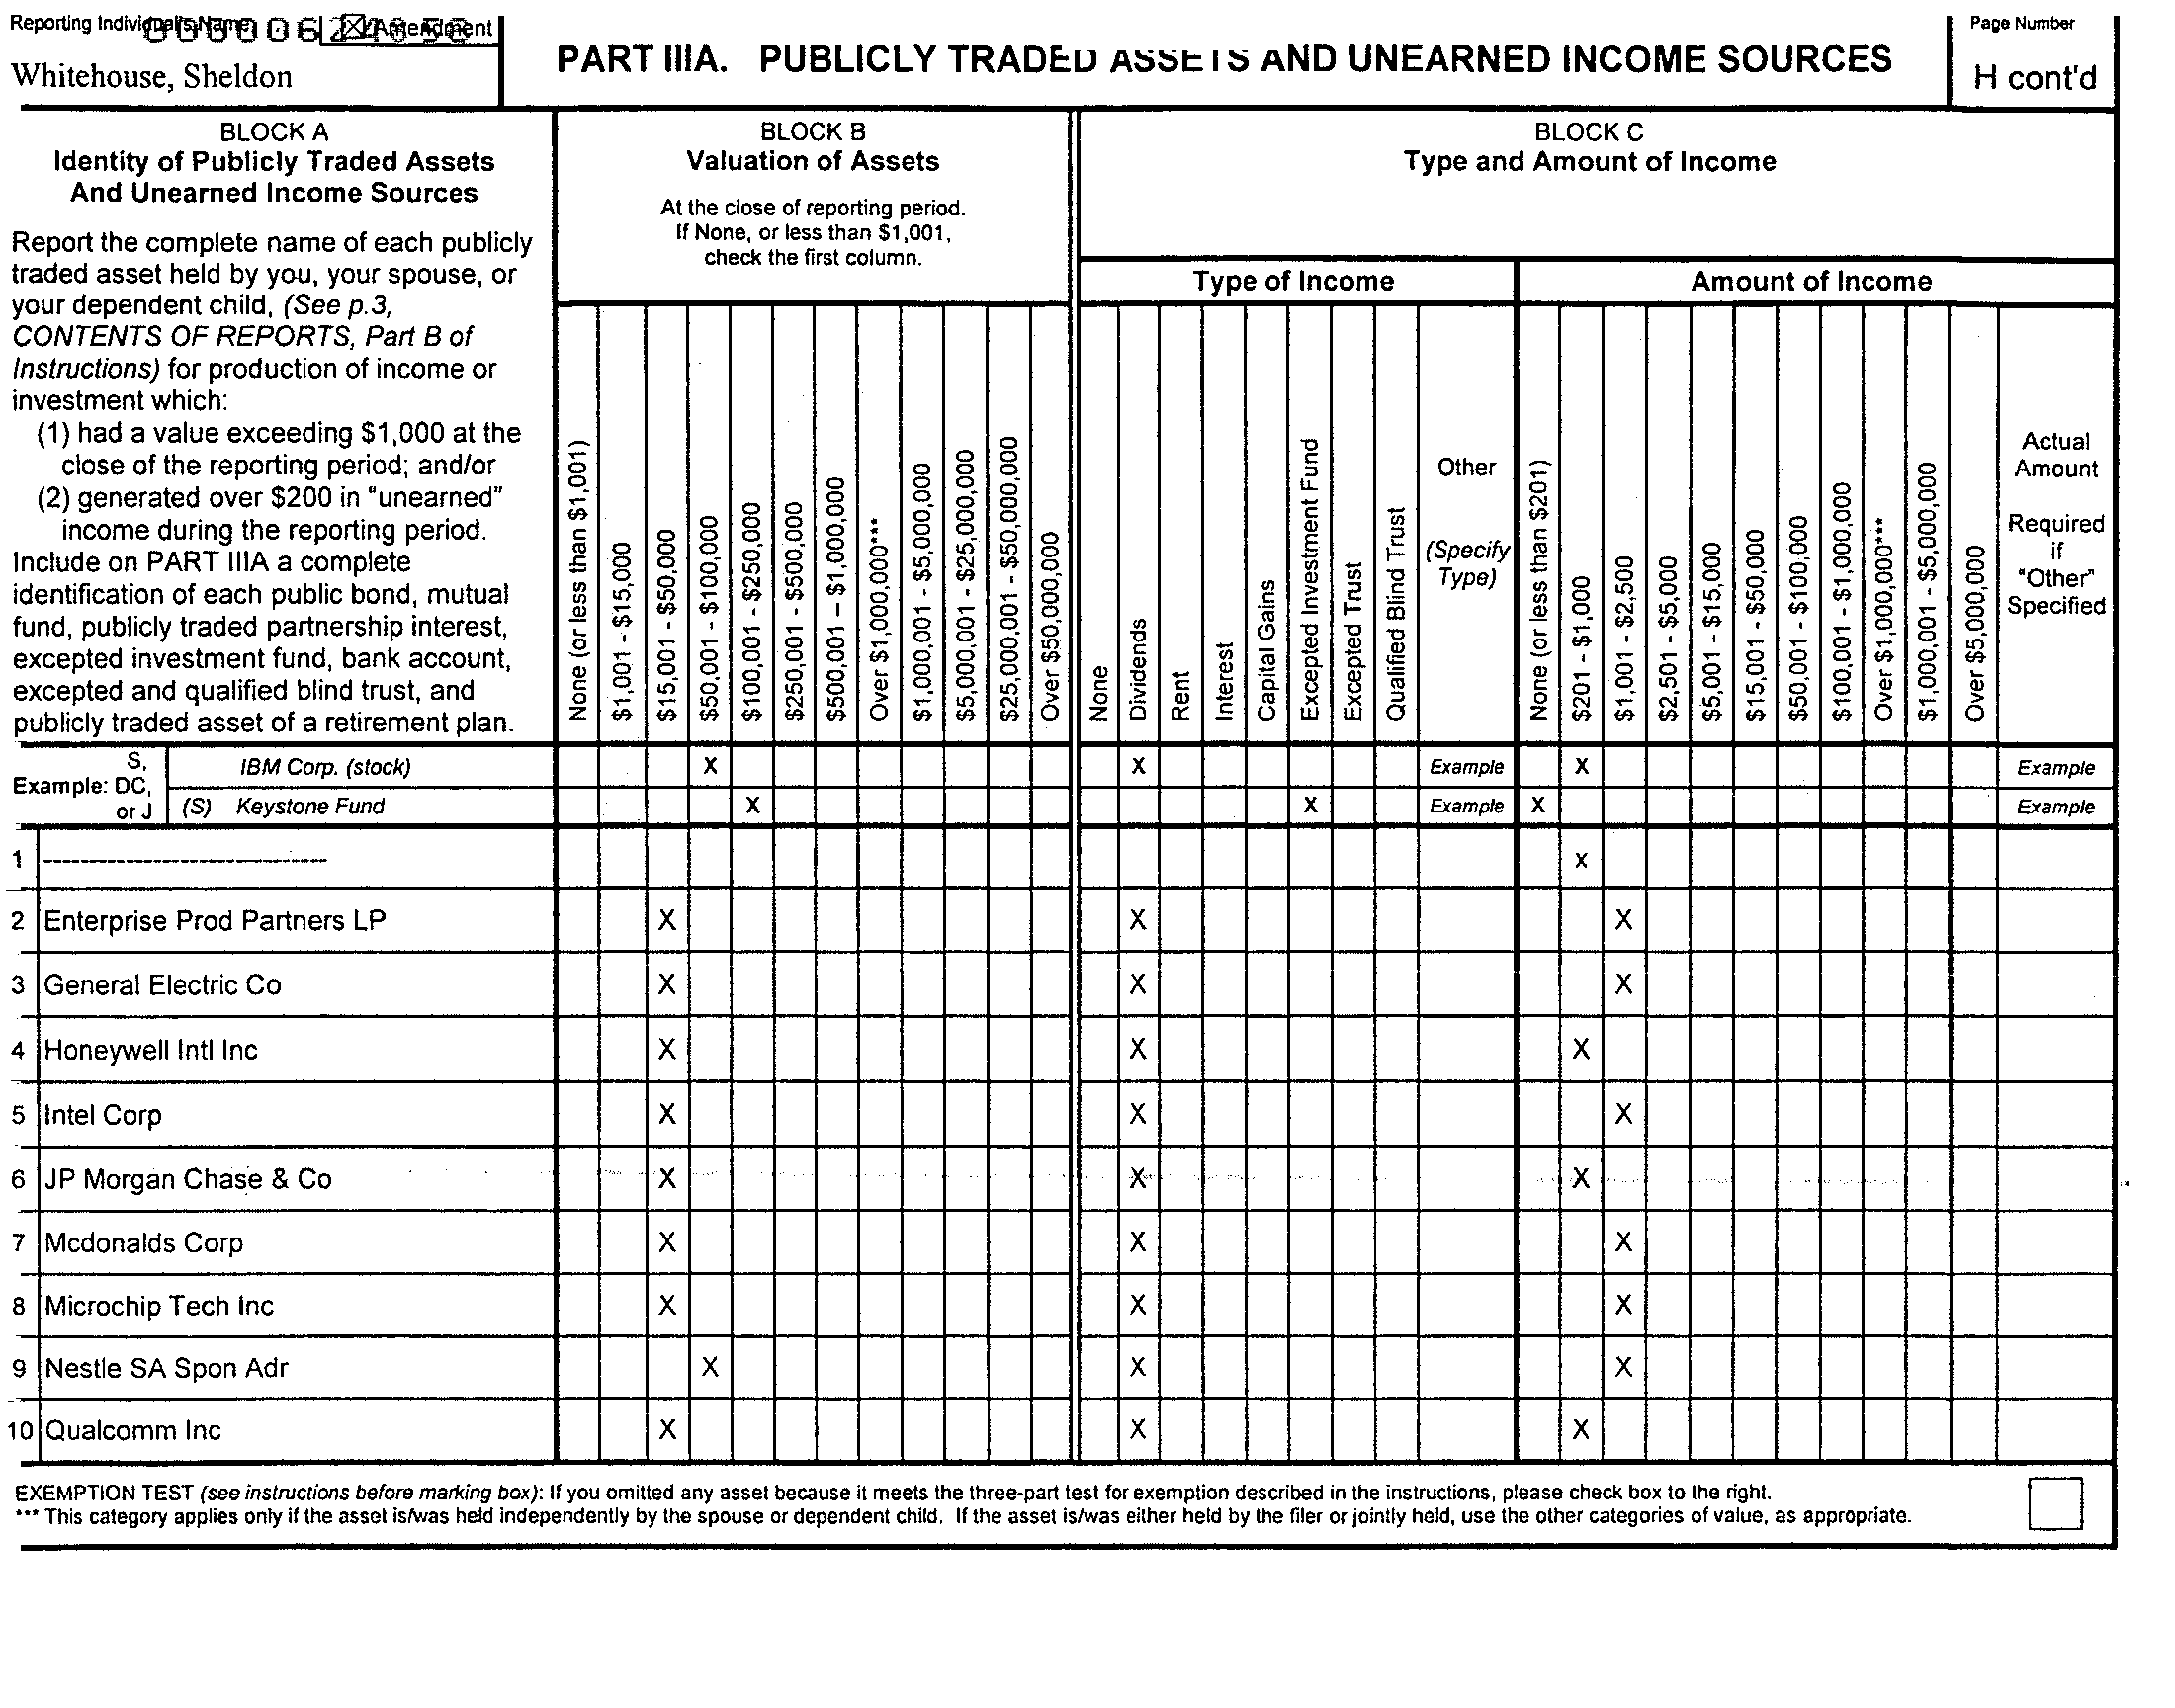 Reporting Individual's Name
Amendment
Whitehouse, Sheldon
PART IIIA. PUBLICLY TRADED ASSETS AND UNEARNED INCOME SOURCES
Page Number
H cont'd
BLOCK A
Identity of Publicly Traded Assets
And Unearned Income Sources
Report the complete name of each publicly
traded asset held by you, your spouse, or
your dependent child, (See p.3,
CONTENTS OF REPORTS, Part B of
Instructions) for production of income or
investment which:
(1) had a value exceeding $1,000 at the
close of the reporting period; and/or
(2) generated over $200 in "unearned"
income during the reporting period.
Include on PART IIIA a complete
identification of each public bond, mutual
fund, publicly traded partnership interest,
excepted investment fund, bank account,
excepted and qualified blind trust, and
publicly traded asset of a retirement plan.
BLOCK B
Valuation of Assets
At the close of reporting period.
If None, or less than $1,001,
check the first column.
BLOCK C
Type and Amount of Income
Type of Income
Amount of Income
None (or less than $1,001)
$1,001 - $15,000
$15,001 - $50,000
$50,001 - $100,000
$100,001 - $250,000
$250,001 - $500,000
$500,001 – $1,000,000
Over $1,000,000***
$1,000,001 - $5,000,000
$5,000,001 - $25,000,000
$25,000,001 - $50,000,000
Over $50,000,000
None
Dividends
Rent
Interest
Capital Gains
Excepted Investment Fund
Excepted Trust
Qualified Blind Trust
Other
(Specify
Type)
None (or less than $201)
$201 - $1,000
$1,001 - $2,500
$2,501 - $5,000
$5,001 - $15,000
$15,001 - $50,000
$50,001 - $100,000
$100,001 - $1,000,000
Over $1,000,000***
$1,000,001 - $5,000,000
Over $5,000,000
Actual
Amount
Required
if
"Other"
Specified
Example: S, DC, or J
IBM Corp. (stock) X X Example X Example
(S) Keystone Fund X X Example X Example
1 ---------------------------- X
2 Enterprise Prod Partners LP X X X
3 General Electric Co X X X
4 Honeywell Intl Inc X X X
5 Intel Corp X X X
6 JP Morgan Chase & Co X X X
7 Mcdonalds Corp X X X
8 Microchip Tech Inc X X X
9 Nestle SA Spon Adr X X X
10 Qualcomm Inc X X X
EXEMPTION TEST (see instructions before marking box): If you omitted any asset because it meets the three-part test for exemption described in the instructions, please check box to the right.
*** This category applies only if the asset is/was held independently by the spouse or dependent child. If the asset is/was either held by the filer or jointly held, use the other categories of value, as appropriate.